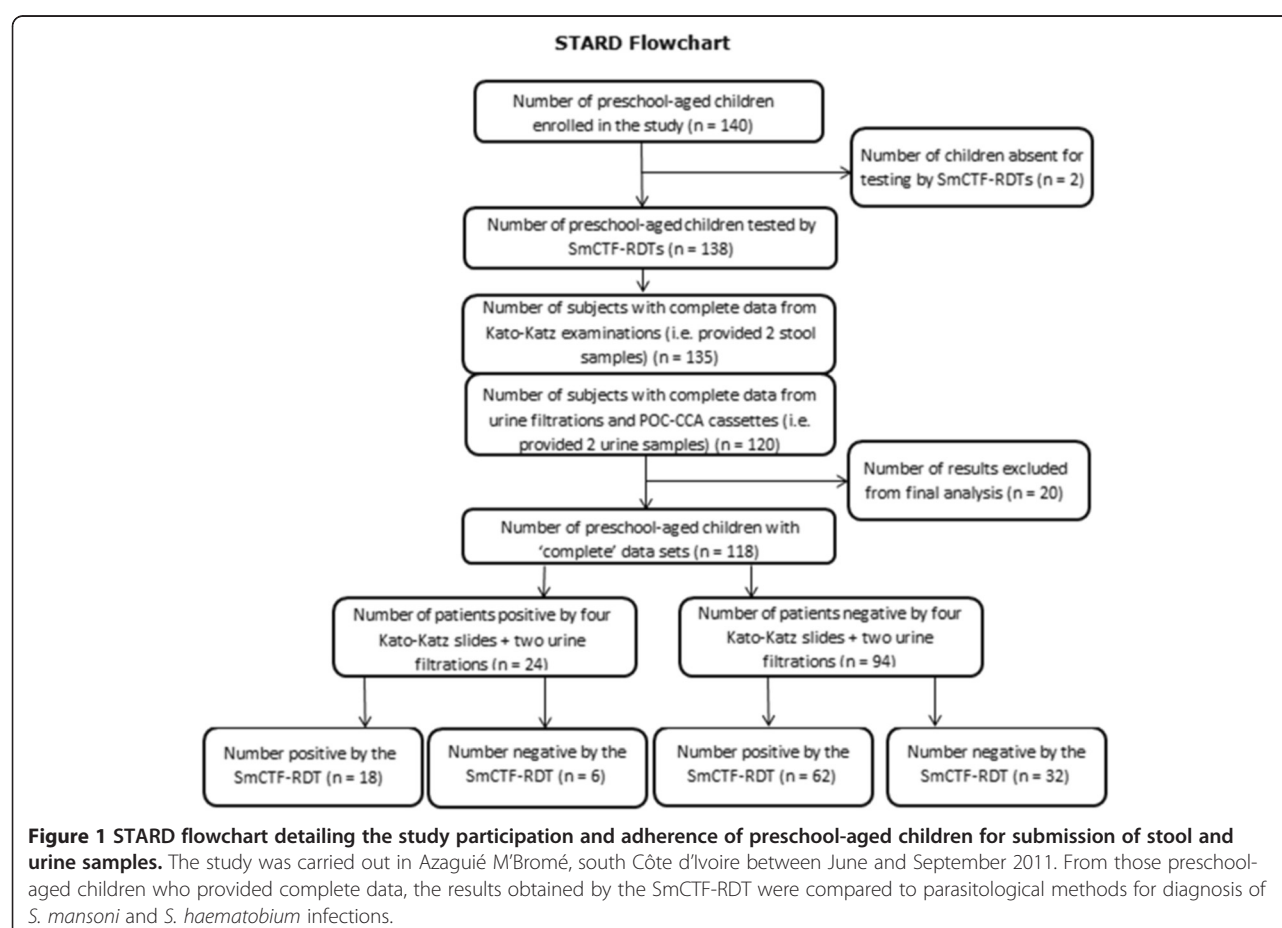 STARD Flowchart
Number of preschool-aged children
enrolled in the study (n = 140)
Number of children absent for
testing by SmCTF-RDTs (n = 2)
Number of preschool-aged children tested by
SmCTF-RDTs (n = 138)
Number of subjects with complete data from
Kato-Katz examinations (i.e. provided 2 stool
samples) (n = 135)
Number of subjects with complete data from
urine filtrations and POC-CCA cassettes (i.e.
provided 2 urine samples) (n = 120)
Number of results excluded
from final analysis (n = 20)
Number of preschool-aged children with
‘complete’ data sets (n = 118)
Number of patients positive by four
Kato-Katz slides + two urine
filtrations (n = 24)
Number of patients negative by four
Kato-Katz slides + two urine
filtrations (n = 94)
Number positive by the
SmCTF-RDT (n = 18)
Number negative by the
SmCTF-RDT (n = 6)
Number positive by the
SmCTF-RDT (n = 62)
Number negative by the
SmCTF-RDT (n = 32)
Figure 1 STARD flowchart detailing the study participation and adherence of preschool-aged children for submission of stool and
urine samples. The study was carried out in Azaguié M’Bromé, south Côte d’Ivoire between June and September 2011. From those preschool-
aged children who provided complete data, the results obtained by the SmCTF-RDT were compared to parasitological methods for diagnosis of
S. mansoni and S. haematobium infections.